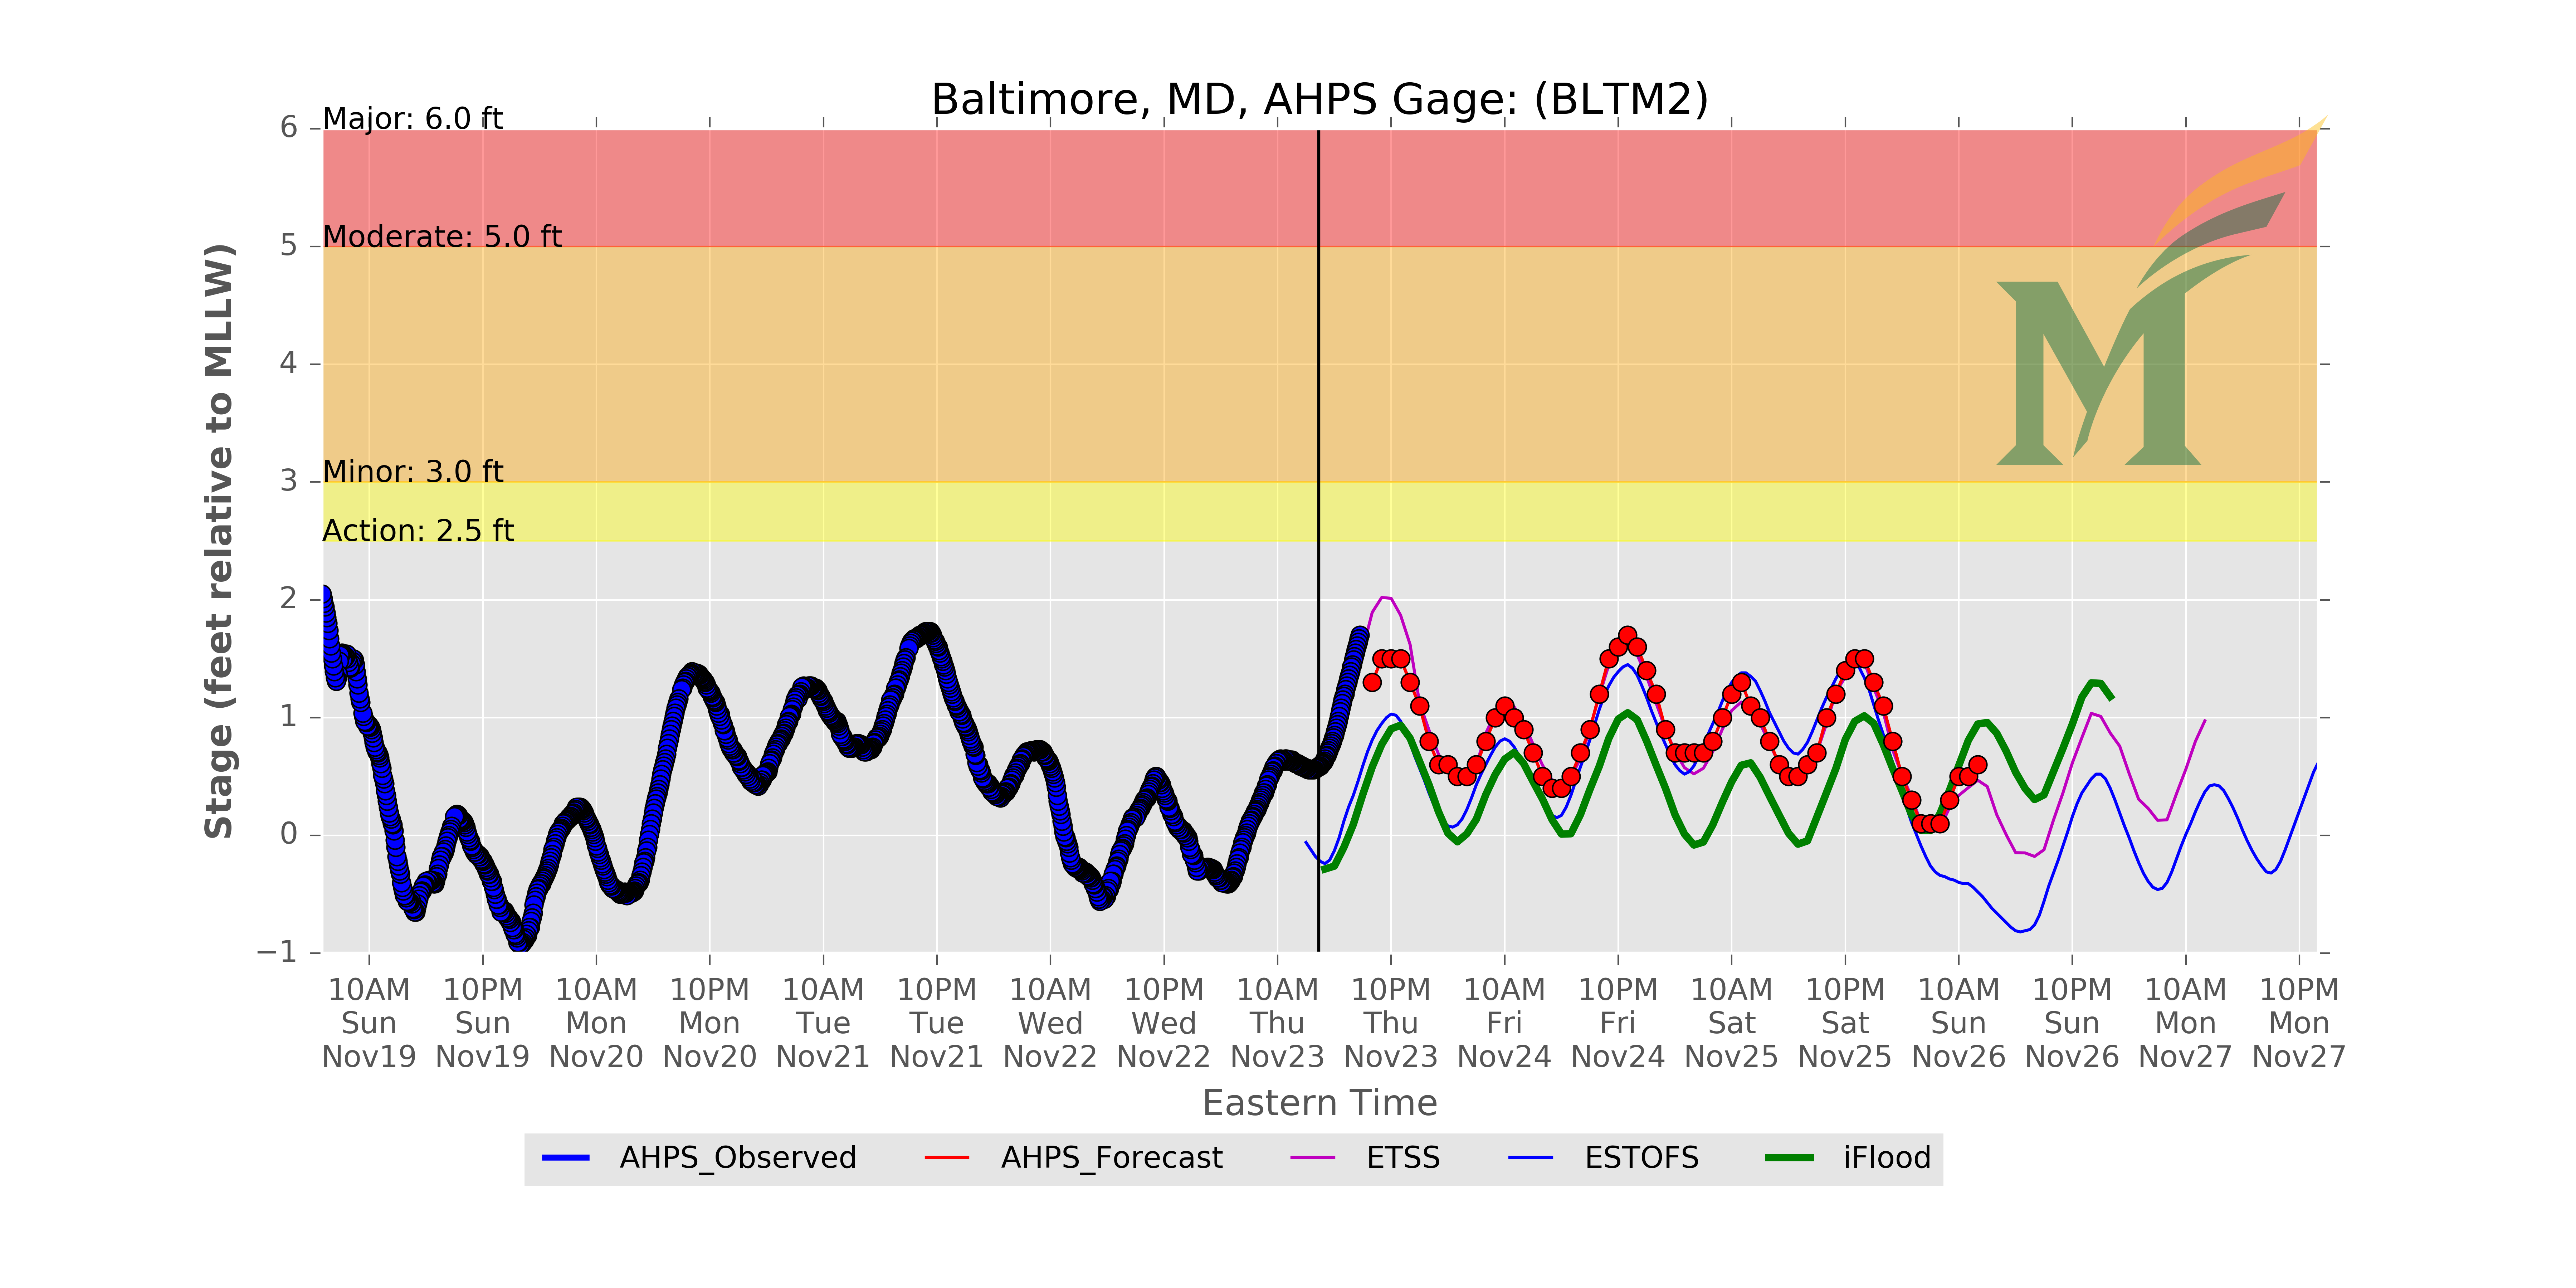 Baltimore, MD, AHPS Gage: (BLTM2)
Major: 6.0 ft
Moderate: 5.0 ft
Minor: 3.0 ft
Action: 2.5 ft
6
5
4
3
2
1
0
−1
Stage (feet relative to MLLW)
M
10AM 10PM 10AM 10PM 10AM 10PM 10AM 10PM 10AM 10PM 10AM 10PM 10AM 10PM 10AM 10PM 10AM 10PM
Sun Sun Mon Mon Tue Tue Wed Wed Thu Thu Fri Fri Sat Sat Sun Sun Mon Mon
Nov19 Nov19 Nov20 Nov20 Nov21 Nov21 Nov22 Nov22 Nov23 Nov23 Nov24 Nov24 Nov25 Nov25 Nov26 Nov26 Nov27 Nov27
Eastern Time
AHPS_Observed AHPS_Forecast ETSS ESTOFS iFlood